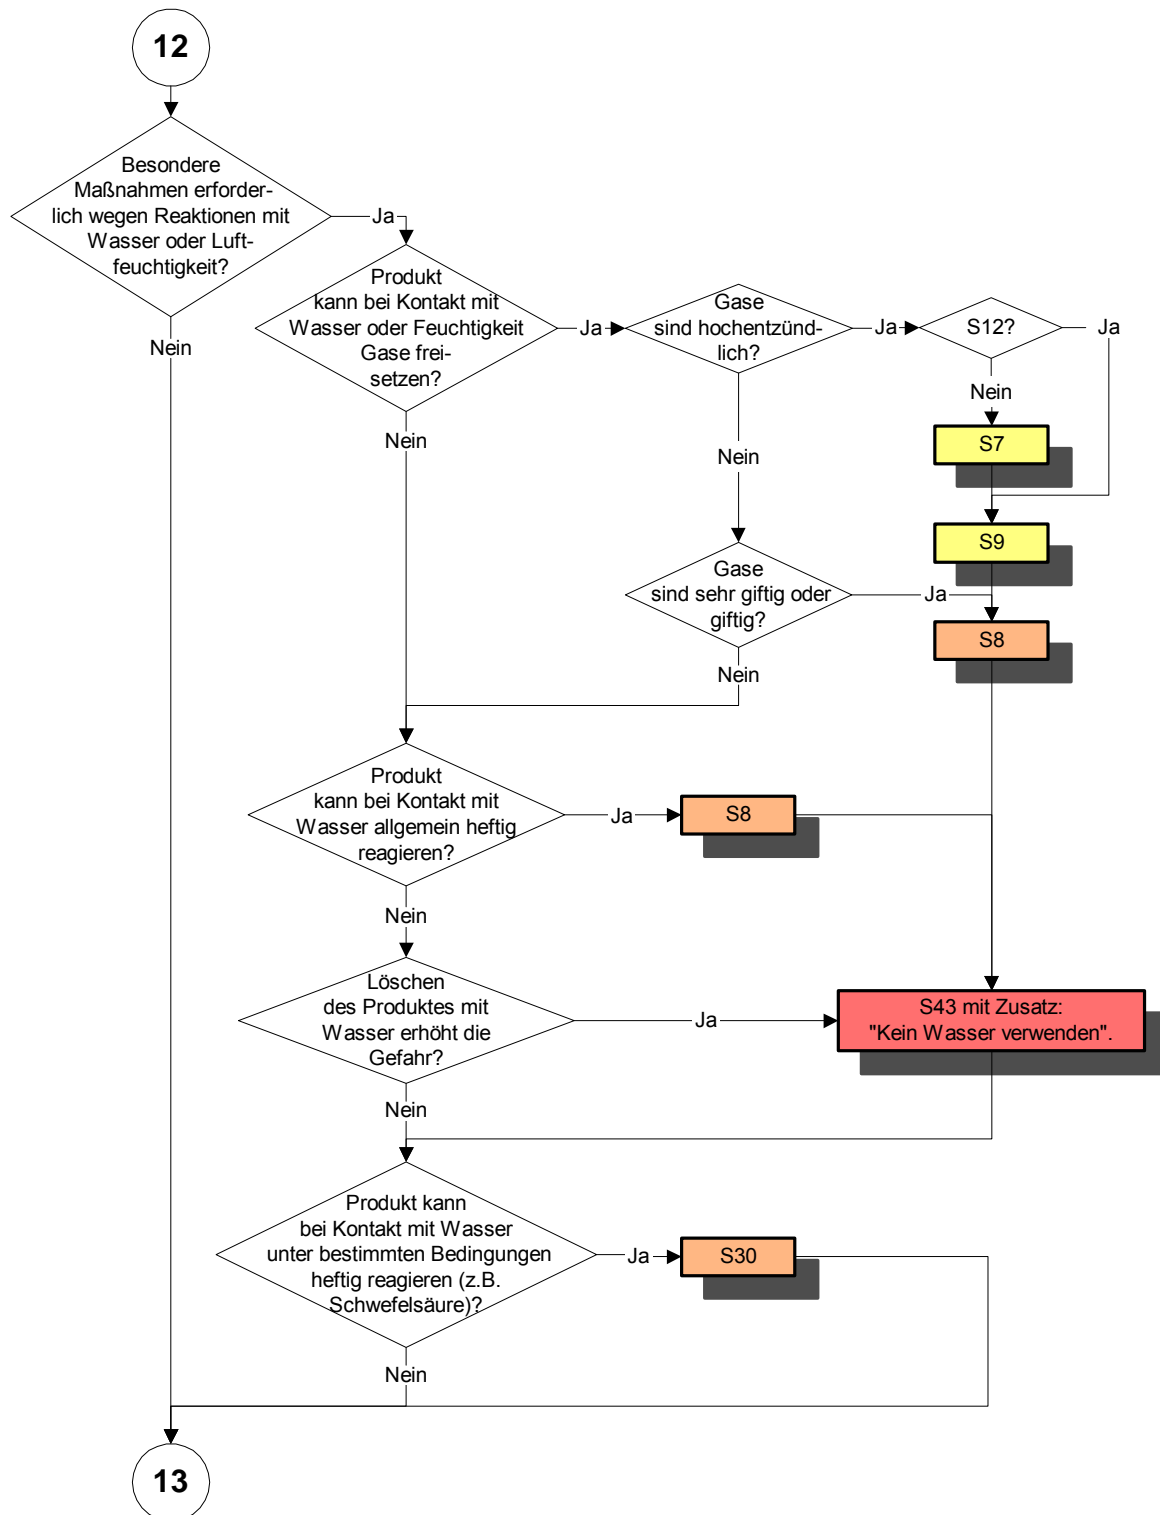 12
Besondere
Maßnahmen erforder-
lich wegen Reaktionen mit
Wasser oder Luft-
feuchtigkeit?
Ja
Nein
Produkt
kann bei Kontakt mit
Wasser oder Feuchtigkeit
Gase frei-
setzen?
Ja
Nein
Gase
sind hochentzünd-
lich?
Ja
Nein
S12?
Ja
Nein
S7
S9
Gase
sind sehr giftig oder
giftig?
Ja
Nein
S8
Produkt
kann bei Kontakt mit
Wasser allgemein heftig
reagieren?
Ja
S8
Nein
Löschen
des Produktes mit
Wasser erhöht die
Gefahr?
Ja
S43 mit Zusatz:
"Kein Wasser verwenden".
Nein
Produkt kann
bei Kontakt mit Wasser
unter bestimmten Bedingungen
heftig reagieren (z.B.
Schwefelsäure)?
Ja
S30
Nein
13